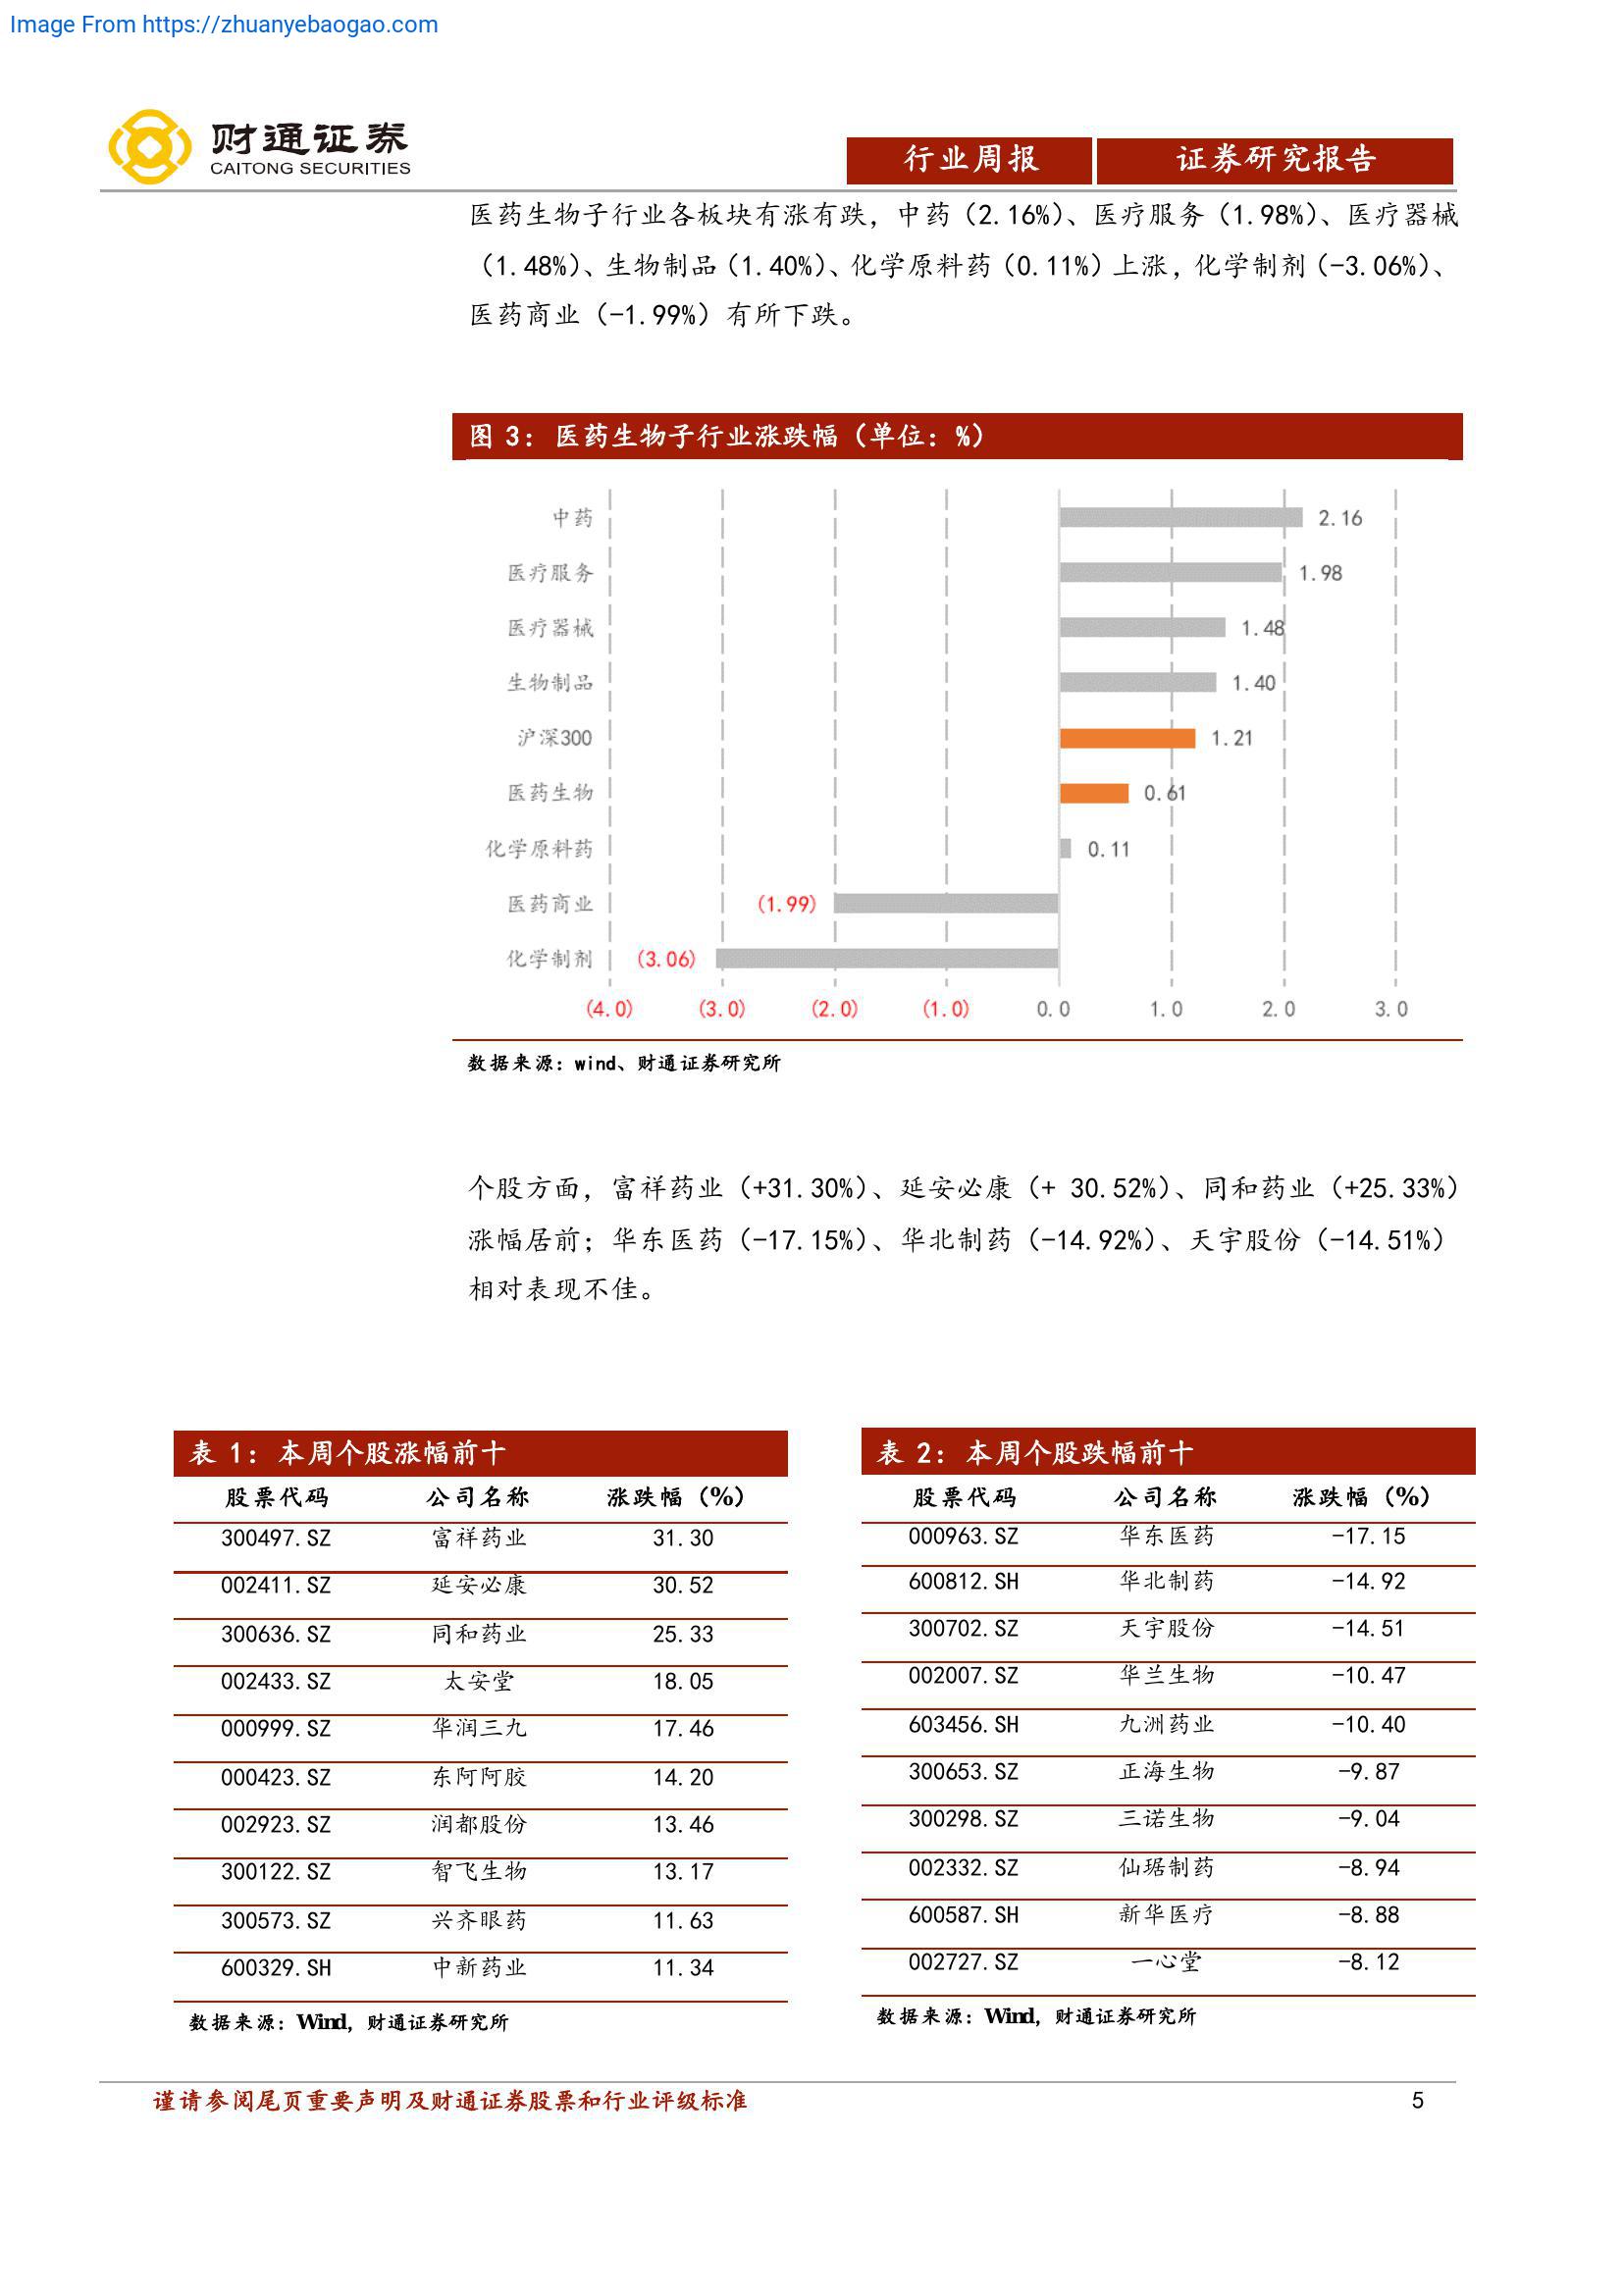 Image From https://zhuanyebaogao.com
财通证券
CAITONG SECURITIES
行业周报
证券研究报告
医药生物子行业各板块有涨有跌，中药（2.16%）、医疗服务（1.98%）、医疗器械
（1.48%）、生物制品（1.40%）、化学原料药（0.11%）上涨，化学制剂（-3.06%）、
医药商业（-1.99%）有所下跌。
图 3：医药生物子行业涨跌幅（单位：%）
中药 2.16
医疗服务 1.98
医疗器械 1.48
生物制品 1.40
沪深300 1.21
医药生物 0.61
化学原料药 0.11
医药商业 (1.99)
化学制剂 (3.06)
(4.0) (3.0) (2.0) (1.0) 0.0 1.0 2.0 3.0
数据来源：wind、财通证券研究所
个股方面，富祥药业（+31.30%）、延安必康（+ 30.52%）、同和药业（+25.33%）
涨幅居前；华东医药（-17.15%）、华北制药（-14.92%）、天宇股份（-14.51%）
相对表现不佳。
表 1：本周个股涨幅前十
股票代码 公司名称 涨跌幅（%）
300497.SZ 富祥药业 31.30
002411.SZ 延安必康 30.52
300636.SZ 同和药业 25.33
002433.SZ 太安堂 18.05
000999.SZ 华润三九 17.46
000423.SZ 东阿阿胶 14.20
002923.SZ 润都股份 13.46
300122.SZ 智飞生物 13.17
300573.SZ 兴齐眼药 11.63
600329.SH 中新药业 11.34
数据来源：Wind，财通证券研究所
表 2：本周个股跌幅前十
股票代码 公司名称 涨跌幅（%）
000963.SZ 华东医药 -17.15
600812.SH 华北制药 -14.92
300702.SZ 天宇股份 -14.51
002007.SZ 华兰生物 -10.47
603456.SH 九洲药业 -10.40
300653.SZ 正海生物 -9.87
300298.SZ 三诺生物 -9.04
002332.SZ 仙琚制药 -8.94
600587.SH 新华医疗 -8.88
002727.SZ 一心堂 -8.12
数据来源：Wind，财通证券研究所
谨请参阅尾页重要声明及财通证券股票和行业评级标准
5